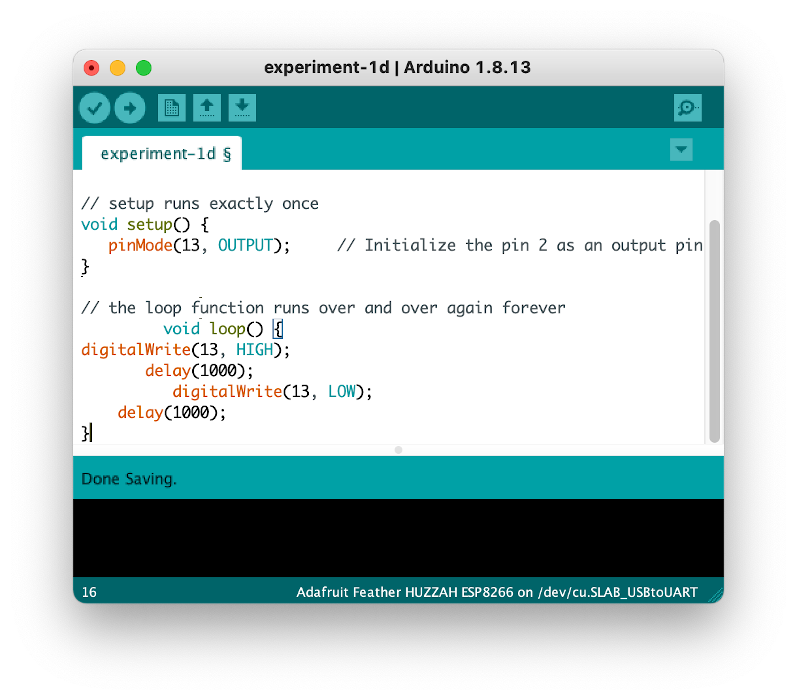 experiment-1d | Arduino 1.8.13
experiment-1d §
// setup runs exactly once
void setup() {
   pinMode(13, OUTPUT);     // Initialize the pin 2 as an output pin
}

// the loop function runs over and over again forever
         void loop() {
digitalWrite(13, HIGH);
       delay(1000);
          digitalWrite(13, LOW);
    delay(1000);
}
Done Saving.
16 Adafruit Feather HUZZAH ESP8266 on /dev/cu.SLAB_USBtoUART